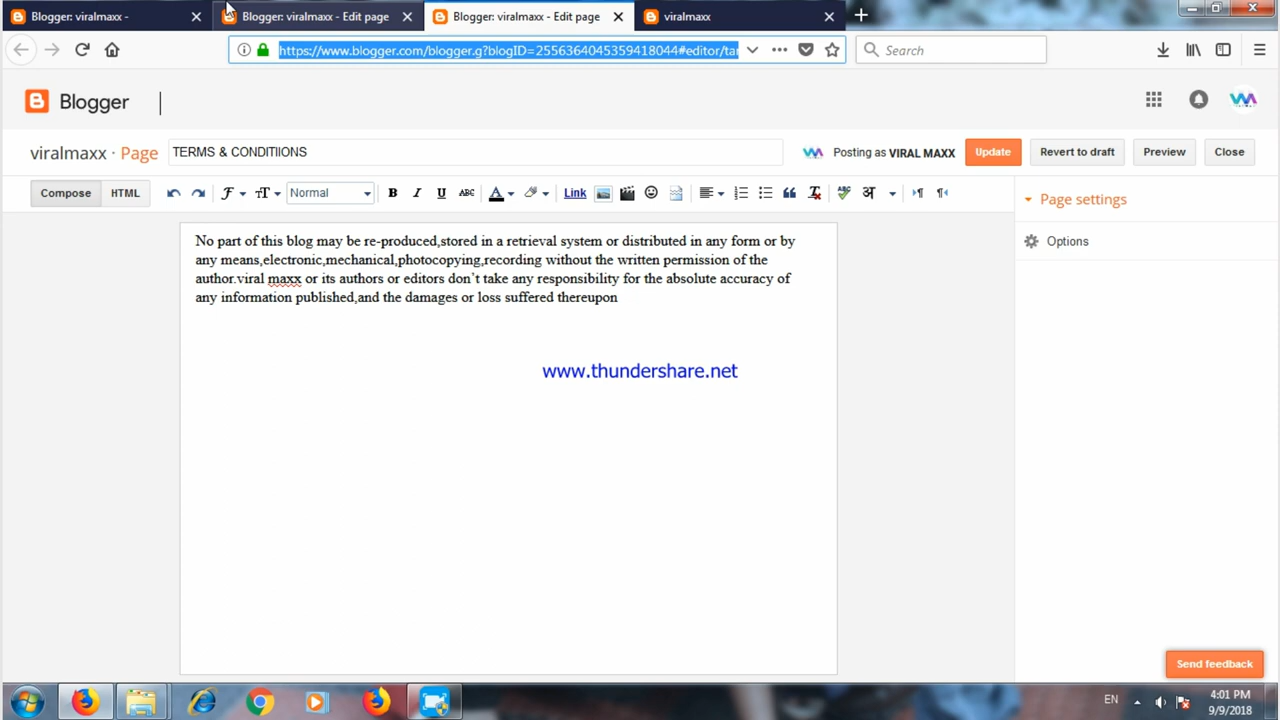 Blogger: viralmaxx -
Blogger: viralmaxx - Edit page
Blogger: viralmaxx - Edit page
viralmaxx
https://www.blogger.com/blogger.g?blogID=2556364045359418044#editor/tar
Search
Blogger
viralmaxx · Page
TERMS & CONDITIIONS
Posting as VIRAL MAXX
Update
Revert to draft
Preview
Close
Compose
HTML
Normal
B I U ABC
A
Link
ABC
अ
Page settings
Options
No part of this blog may be re-produced,stored in a retrieval system or distributed in any form or by
any means,electronic,mechanical,photocopying,recording without the written permission of the
author.viral maxx or its authors or editors don’t take any responsibility for the absolute accuracy of
any information published,and the damages or loss suffered thereupon
www.thundershare.net
Send feedback
EN
4:01 PM
9/9/2018